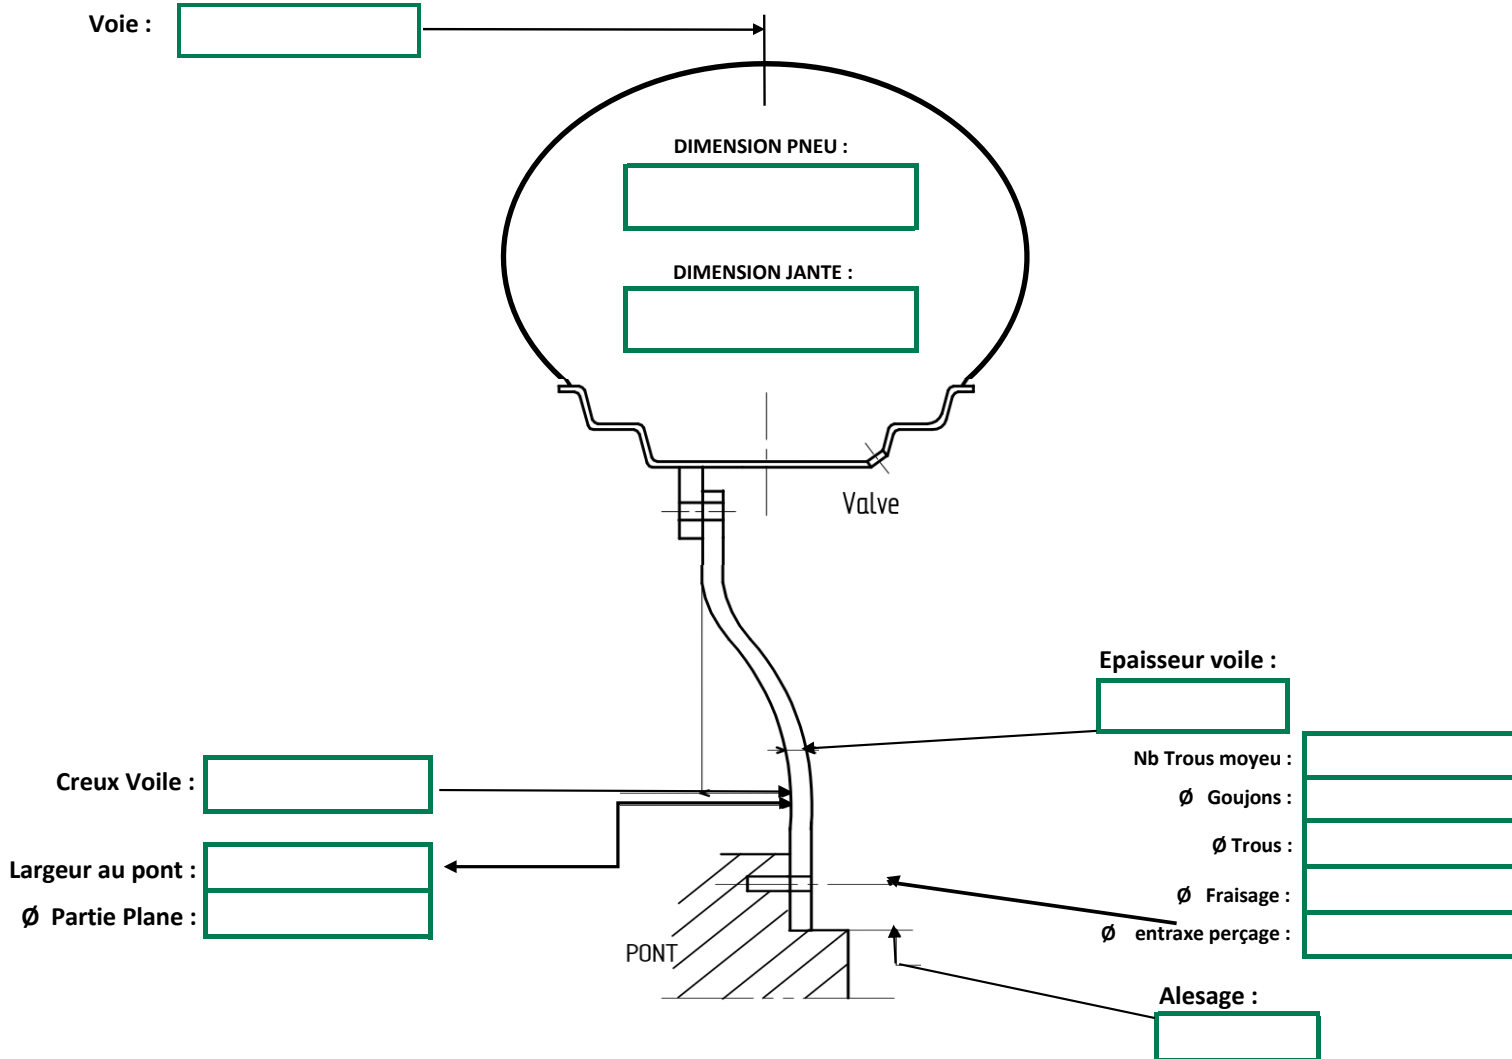 Voie :
DIMENSION PNEU :
DIMENSION JANTE :
Valve
Epaisseur voile :
Nb Trous moyeu :
Creux Voile :
Ø Goujons :
Ø Trous :
Largeur au pont :
Ø Fraisage :
Ø Partie Plane :
Ø entraxe perçage :
PONT
Alesage :